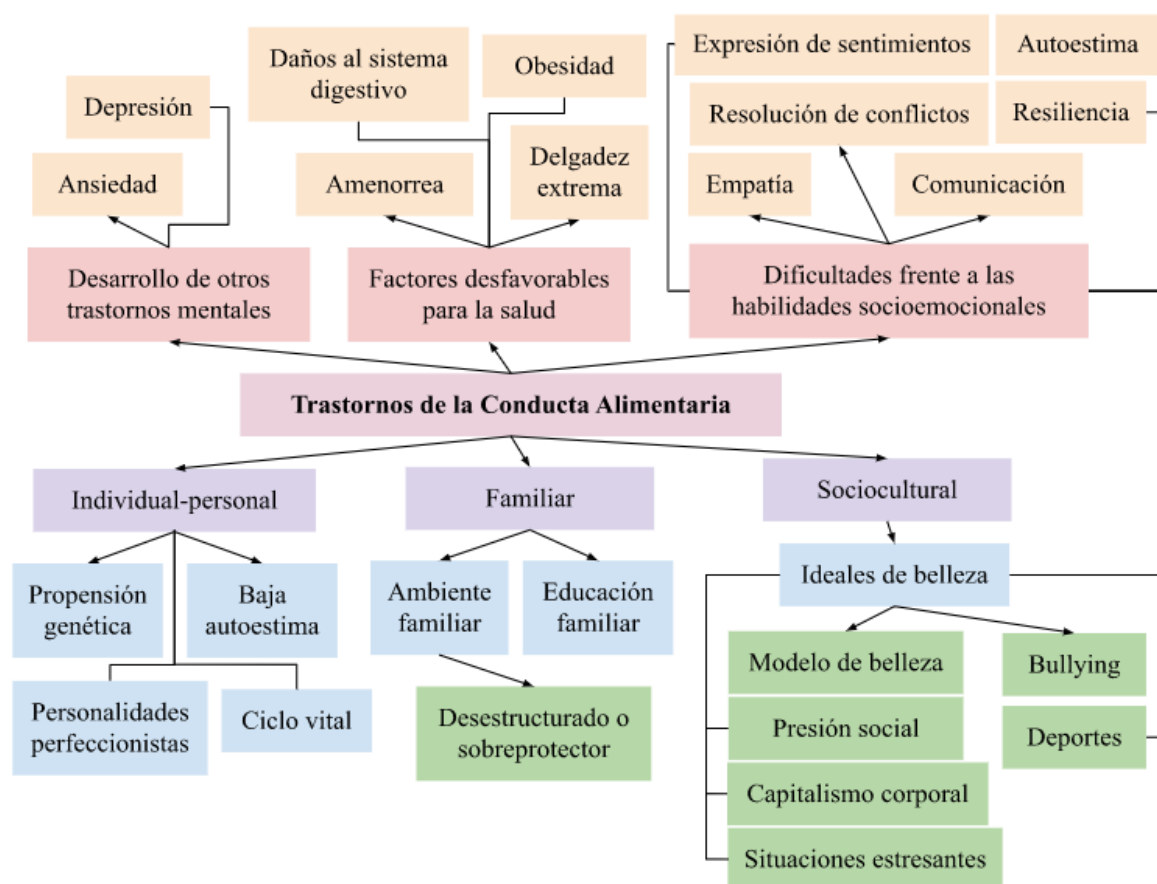 Daños al sistema
digestivo
Obesidad
Expresión de sentimientos
Autoestima
Depresión
Resolución de conflictos
Resiliencia
Ansiedad
Amenorrea
Delgadez
extrema
Empatía
Comunicación
Desarrollo de otros
trastornos mentales
Factores desfavorables
para la salud
Dificultades frente a las
habilidades socioemocionales
Trastornos de la Conducta Alimentaria
Individual-personal
Familiar
Sociocultural
Propensión
genética
Baja
autoestima
Ambiente
familiar
Educación
familiar
Ideales de belleza
Personalidades
perfeccionistas
Ciclo vital
Desestructurado o
sobreprotector
Modelo de belleza
Bullying
Presión social
Deportes
Capitalismo corporal
Situaciones estresantes